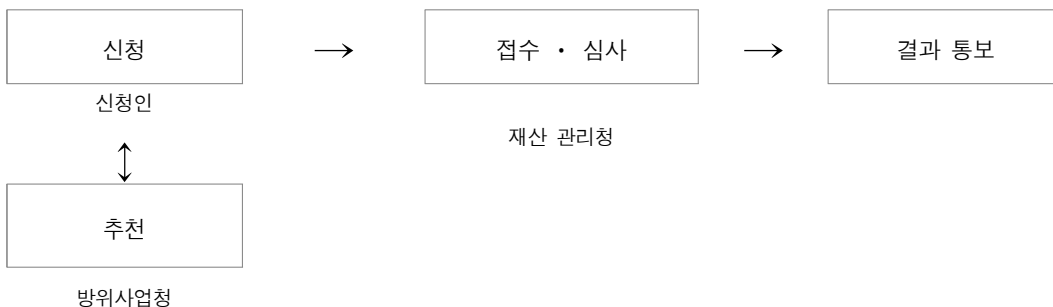 신청 → 접수 · 심사 → 결과 통보
신청인
재산 관리청
↕
추천
방위사업청